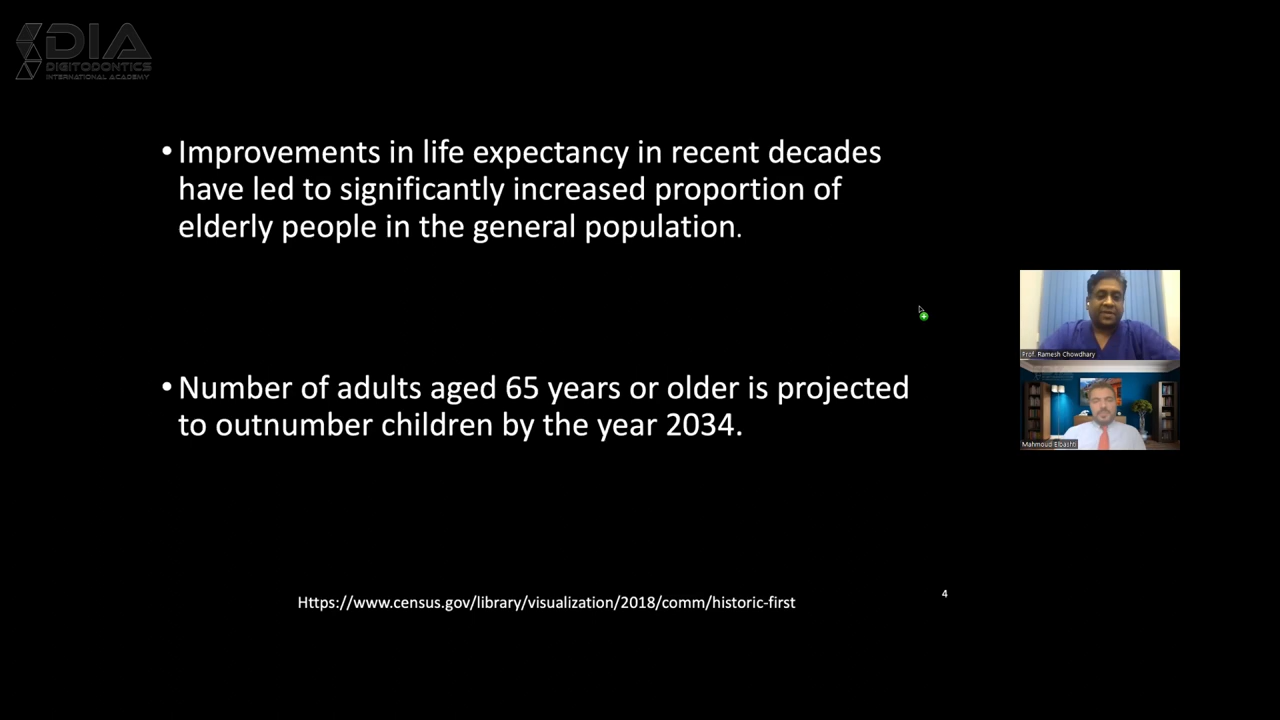 DIA
DIGITODONTICS
INTERNATIONAL ACADEMY
• Improvements in life expectancy in recent decades
have led to significantly increased proportion of
elderly people in the general population.
Prof. Ramesh Chowdhary
• Number of adults aged 65 years or older is projected
to outnumber children by the year 2034.
Mahmoud Elbashti
Https://www.census.gov/library/visualization/2018/comm/historic-first
4